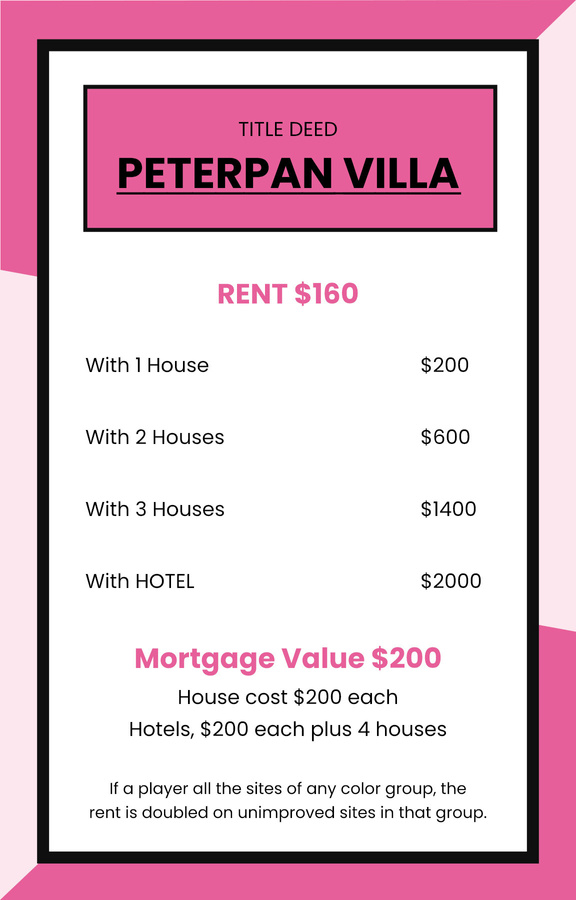 TITLE DEED
PETERPAN VILLA
RENT $160
With 1 House $200
With 2 Houses $600
With 3 Houses $1400
With HOTEL $2000
Mortgage Value $200
House cost $200 each
Hotels, $200 each plus 4 houses
If a player all the sites of any color group, the
rent is doubled on unimproved sites in that group.